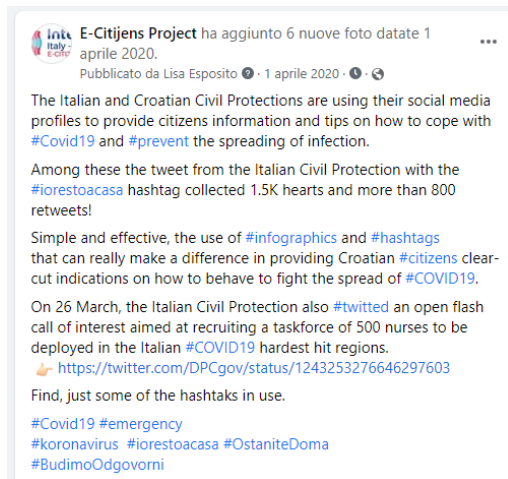 Inte
Italy -
E-CITI
E-Citijens Project ha aggiunto 6 nuove foto datate 1
aprile 2020.
Pubblicato da Lisa Esposito · 1 aprile 2020 ·
The Italian and Croatian Civil Protections are using their social media
profiles to provide citizens information and tips on how to cope with
#Covid19 and #prevent the spreading of infection.
Among these the tweet from the Italian Civil Protection with the
#iorestoacasa hashtag collected 1.5K hearts and more than 800
retweets!
Simple and effective, the use of #infographics and #hashtags
that can really make a difference in providing Croatian #citizens clear-
cut indications on how to behave to fight the spread of #COVID19.
On 26 March, the Italian Civil Protection also #twitted an open flash
call of interest aimed at recruiting a taskforce of 500 nurses to be
deployed in the Italian #COVID19 hardest hit regions.
👉🏻 https://twitter.com/DPCgov/status/1243253276646297603
Find, just some of the hashtaks in use.
#Covid19 #emergency
#koronavirus #iorestoacasa #OstaniteDoma
#BudimoOdgovorni